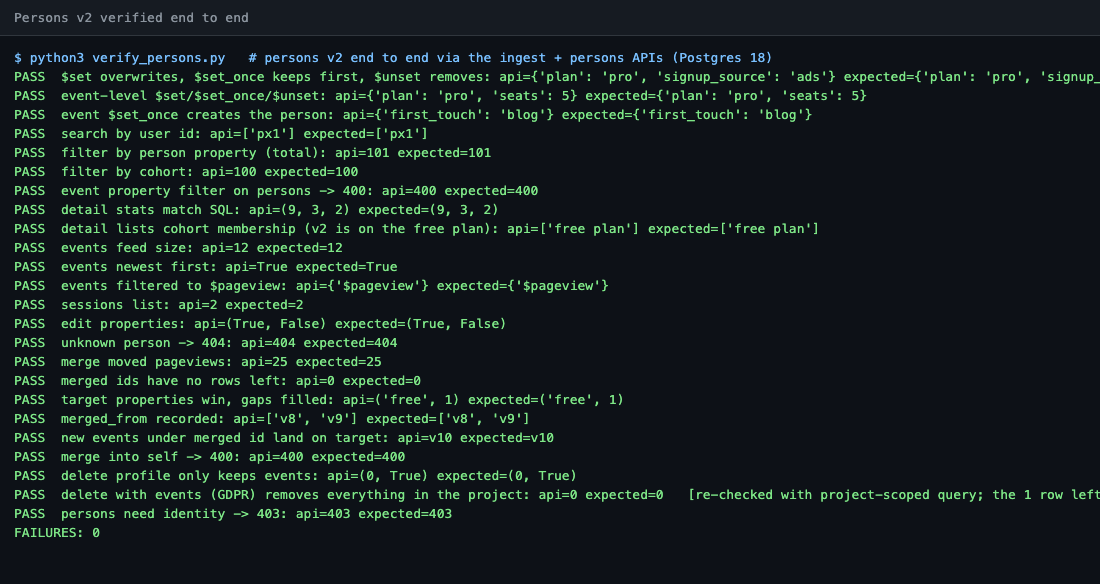 Persons v2 verified end to end
$ python3 verify_persons.py   # persons v2 end to end via the ingest + persons APIs (Postgres 18)
PASS  $set overwrites, $set_once keeps first, $unset removes: api={'plan': 'pro', 'signup_source': 'ads'} expected={'plan': 'pro', 'signup_
PASS  event-level $set/$set_once/$unset: api={'plan': 'pro', 'seats': 5} expected={'plan': 'pro', 'seats': 5}
PASS  event $set_once creates the person: api={'first_touch': 'blog'} expected={'first_touch': 'blog'}
PASS  search by user id: api=['px1'] expected=['px1']
PASS  filter by person property (total): api=101 expected=101
PASS  filter by cohort: api=100 expected=100
PASS  event property filter on persons -> 400: api=400 expected=400
PASS  detail stats match SQL: api=(9, 3, 2) expected=(9, 3, 2)
PASS  detail lists cohort membership (v2 is on the free plan): api=['free plan'] expected=['free plan']
PASS  events feed size: api=12 expected=12
PASS  events newest first: api=True expected=True
PASS  events filtered to $pageview: api={'$pageview'} expected={'$pageview'}
PASS  sessions list: api=2 expected=2
PASS  edit properties: api=(True, False) expected=(True, False)
PASS  unknown person -> 404: api=404 expected=404
PASS  merge moved pageviews: api=25 expected=25
PASS  merged ids have no rows left: api=0 expected=0
PASS  target properties win, gaps filled: api=('free', 1) expected=('free', 1)
PASS  merged_from recorded: api=['v8', 'v9'] expected=['v8', 'v9']
PASS  new events under merged id land on target: api=v10 expected=v10
PASS  merge into self -> 400: api=400 expected=400
PASS  delete profile only keeps events: api=(0, True) expected=(0, True)
PASS  delete with events (GDPR) removes everything in the project: api=0 expected=0   [re-checked with project-scoped query; the 1 row left
PASS  persons need identity -> 403: api=403 expected=403
FAILURES: 0